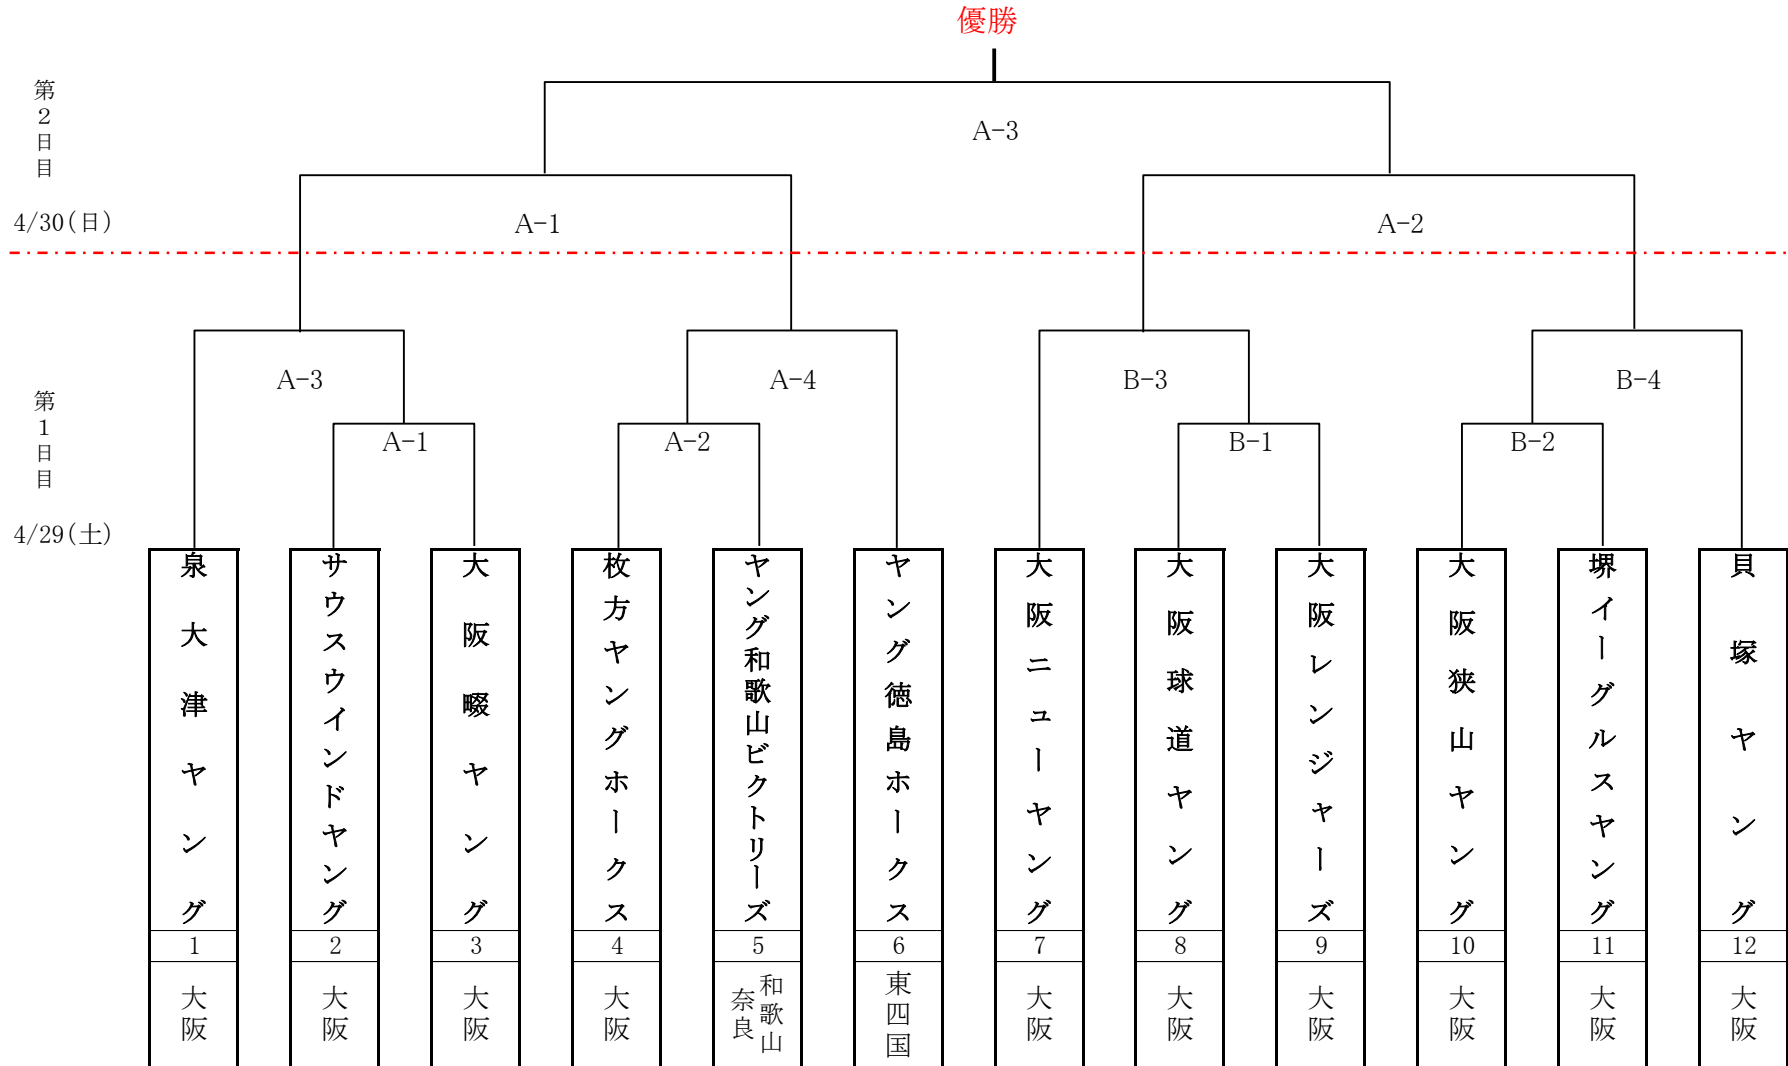 優勝
第2日目
A-3
4/30(日)
A-1
A-2
A-3
A-4
B-3
B-4
第1日目
A-1
A-2
B-1
B-2
4/29(土)
泉大津ヤング
サウスウインドヤング
大阪畷ヤング
枚方ヤングホークス
ヤング和歌山ビクトリーズ
ヤング徳島ホークス
大阪ニューヤング
大阪球道ヤング
大阪レンジャーズ
大阪狭山ヤング
堺イーグルスヤング
貝塚ヤング
1 2 3 4 5 6 7 8 9 10 11 12
大阪
大阪
大阪
大阪
和歌山
奈良
東四国
大阪
大阪
大阪
大阪
大阪
大阪